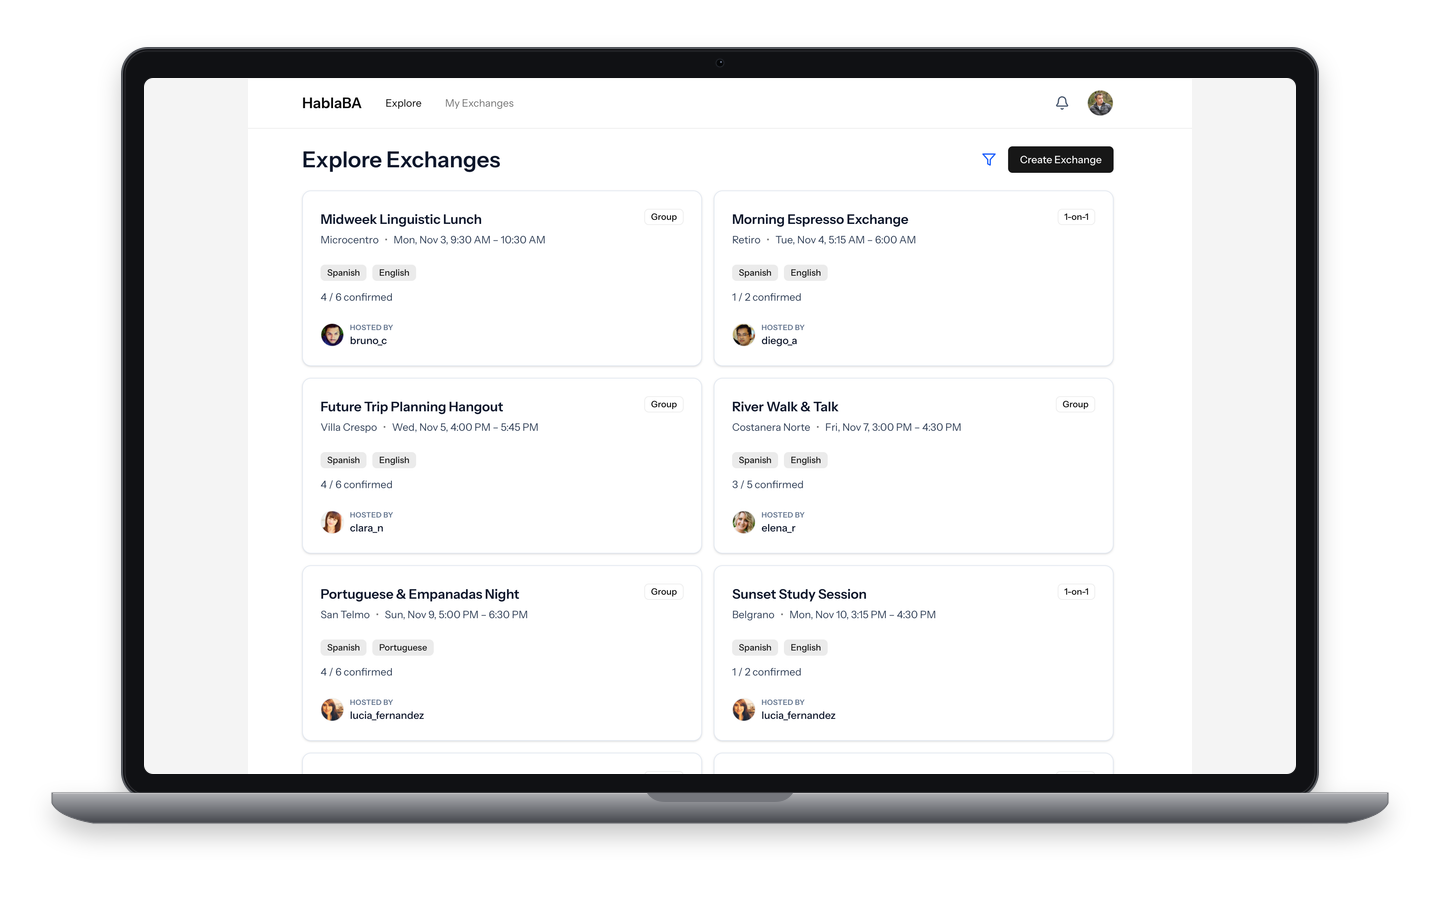 HablaBA Explore My Exchanges
Explore Exchanges
Create Exchange
Midweek Linguistic Lunch
Group
Microcentro · Mon, Nov 3, 9:30 AM – 10:30 AM
Spanish English
4 / 6 confirmed
HOSTED BY
bruno_c
Morning Espresso Exchange
1-on-1
Retiro · Tue, Nov 4, 5:15 AM – 6:00 AM
Spanish English
1 / 2 confirmed
HOSTED BY
diego_a
Future Trip Planning Hangout
Group
Villa Crespo · Wed, Nov 5, 4:00 PM – 5:45 PM
Spanish English
4 / 6 confirmed
HOSTED BY
clara_n
River Walk & Talk
Group
Costanera Norte · Fri, Nov 7, 3:00 PM – 4:30 PM
Spanish English
3 / 5 confirmed
HOSTED BY
elena_r
Portuguese & Empanadas Night
Group
San Telmo · Sun, Nov 9, 5:00 PM – 6:30 PM
Spanish Portuguese
4 / 6 confirmed
HOSTED BY
lucia_fernandez
Sunset Study Session
1-on-1
Belgrano · Mon, Nov 10, 3:15 PM – 4:30 PM
Spanish English
1 / 2 confirmed
HOSTED BY
lucia_fernandez